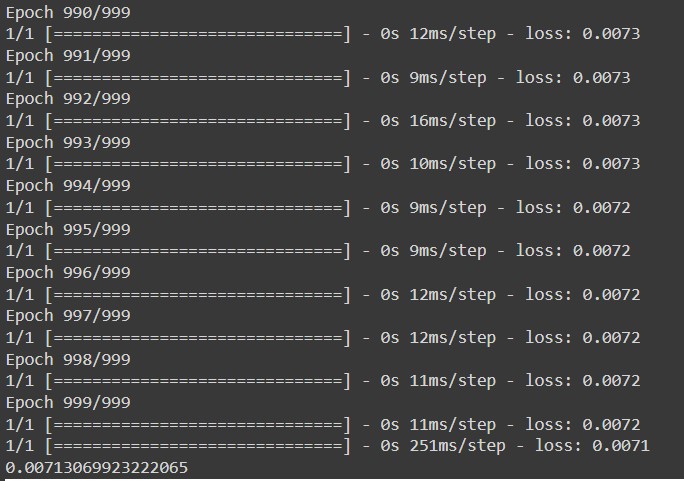 Epoch 990/999
1/1 [==============================] - 0s 12ms/step - loss: 0.0073
Epoch 991/999
1/1 [==============================] - 0s 9ms/step - loss: 0.0073
Epoch 992/999
1/1 [==============================] - 0s 16ms/step - loss: 0.0073
Epoch 993/999
1/1 [==============================] - 0s 10ms/step - loss: 0.0073
Epoch 994/999
1/1 [==============================] - 0s 9ms/step - loss: 0.0072
Epoch 995/999
1/1 [==============================] - 0s 9ms/step - loss: 0.0072
Epoch 996/999
1/1 [==============================] - 0s 12ms/step - loss: 0.0072
Epoch 997/999
1/1 [==============================] - 0s 12ms/step - loss: 0.0072
Epoch 998/999
1/1 [==============================] - 0s 11ms/step - loss: 0.0072
Epoch 999/999
1/1 [==============================] - 0s 11ms/step - loss: 0.0072
1/1 [==============================] - 0s 251ms/step - loss: 0.0071
0.00713069923222065